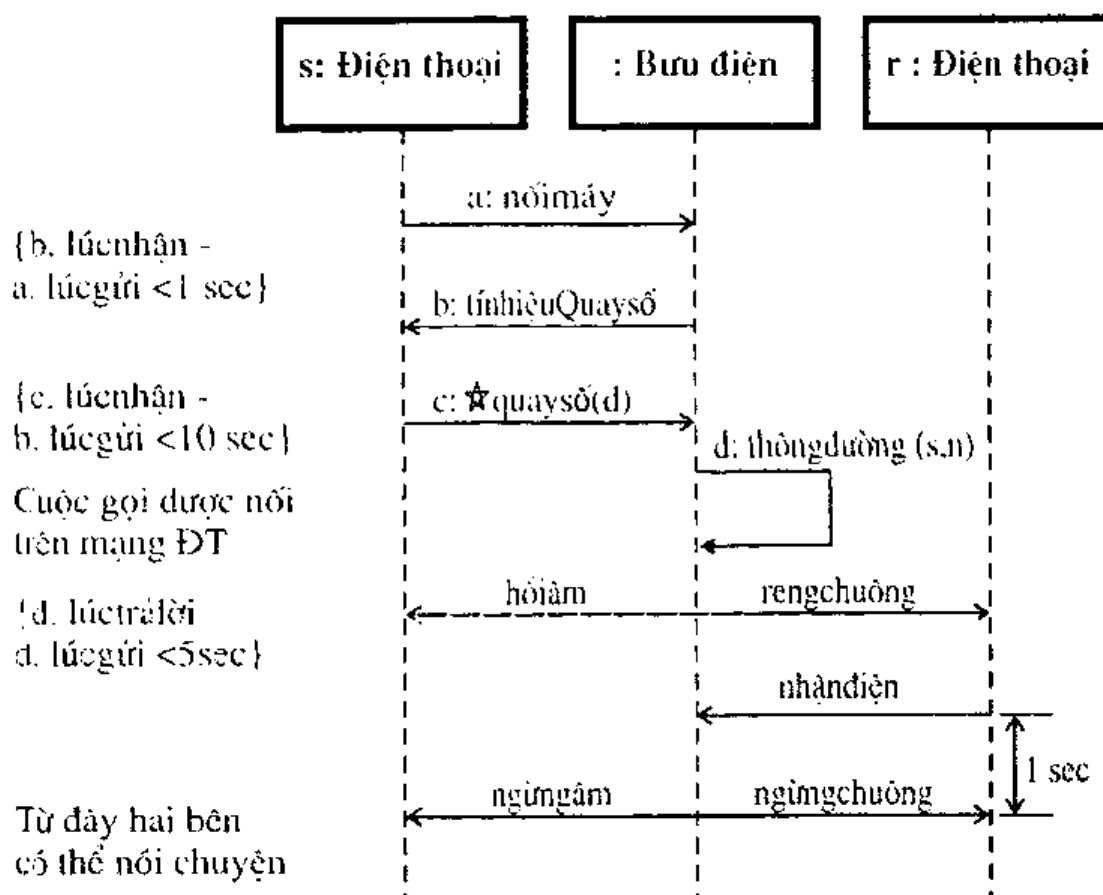 s: Điện thoại
: Bưu điện
r : Điện thoại
a: nốimáy
{b. lúcnhận -
a. lúcgửi <1 sec}
b: tínhiệuQuaysố
{c. lúcnhận -
b. lúcgửi <10 sec}
c: ☆quaysố(d)
d: thôngđường (s,n)
Cuộc gọi được nối
trên mạng ĐT
hồiâm
rengchuông
{d. lúctrảlời
d. lúcgửi <5sec}
nhậnđiện
1 sec
ngừngâm
ngừngchuông
Từ đây hai bên
có thể nói chuyện